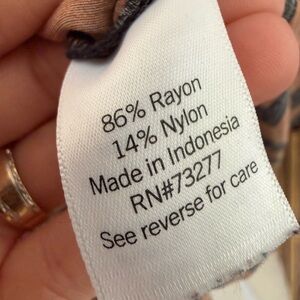 86% Rayon
14% Nylon
Made in Indonesia
RN#73277
See reverse for care